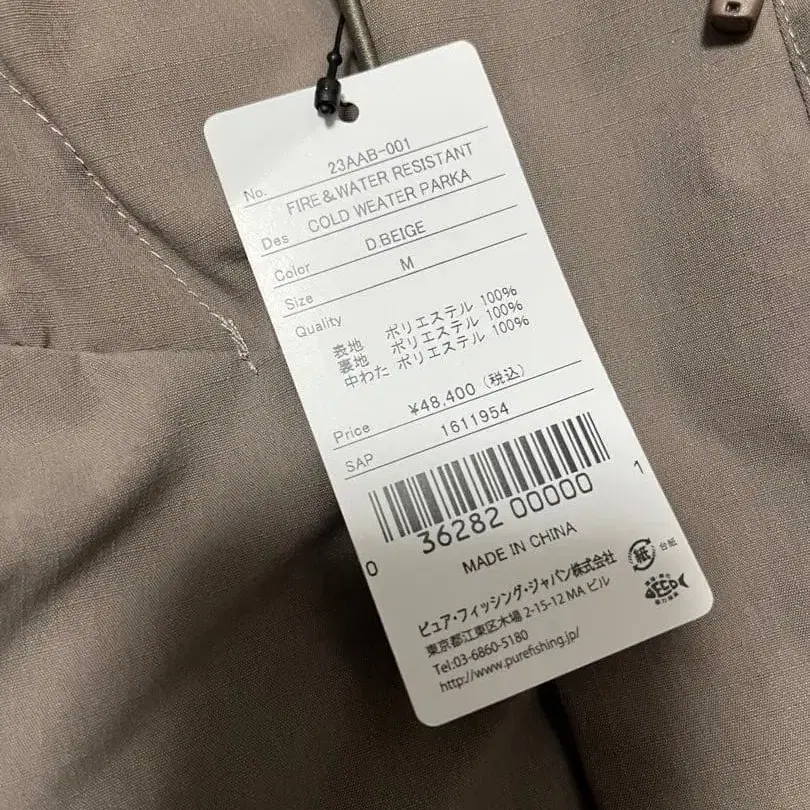 No. 23AAB-001
FIRE&WATER RESISTANT
Des COLD WEATER PARKA
Color D.BEIGE
Size M
Quality
表地 ポリエステル 100%
裏地 ポリエステル 100%
中わた ポリエステル 100%
Price ¥48,400 (税込)
SAP 1611954
0 36282 00000 1
MADE IN CHINA
ピュア・フィッシング・ジャパン株式会社
東京都江東区木場 2-15-12 MA ビル
Tel:03-6860-5180
http://www.purefishing.jp/
紙 台紙